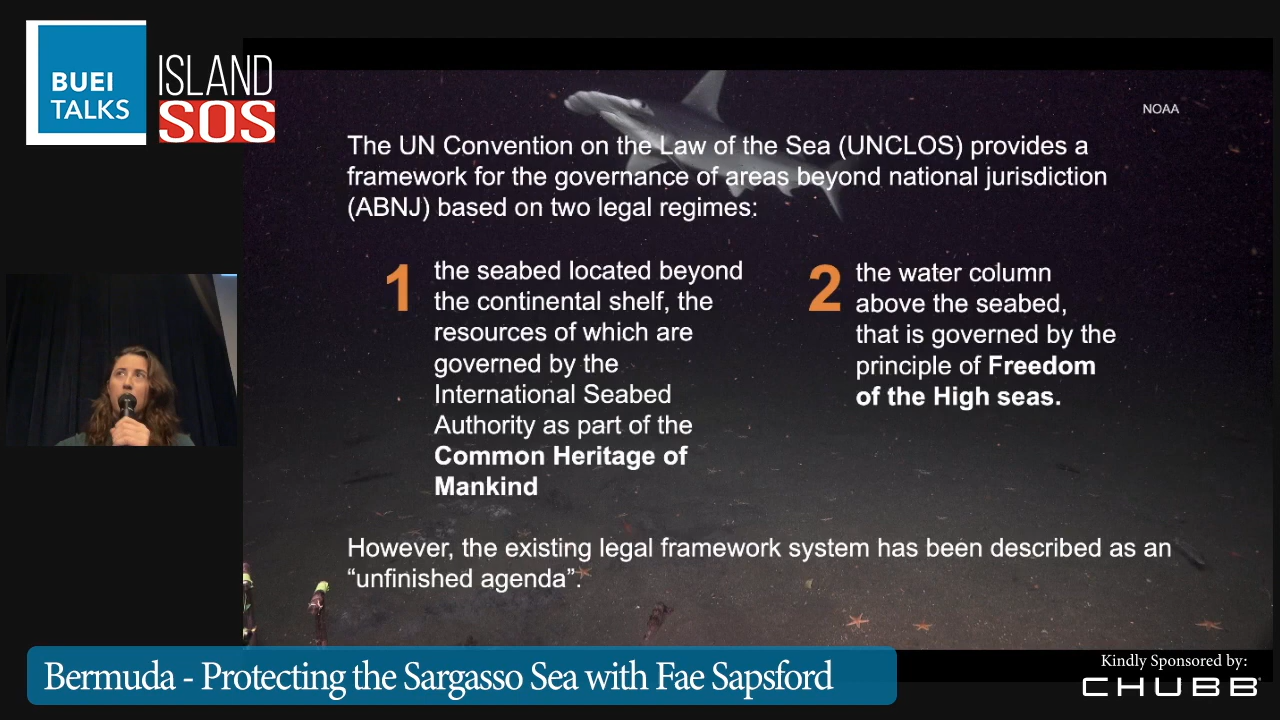 BUEI
TALKS
ISLAND
SOS
NOAA
The UN Convention on the Law of the Sea (UNCLOS) provides a
framework for the governance of areas beyond national jurisdiction
(ABNJ) based on two legal regimes:
1
the seabed located beyond
the continental shelf, the
resources of which are
governed by the
International Seabed
Authority as part of the
Common Heritage of
Mankind
2
the water column
above the seabed,
that is governed by the
principle of Freedom
of the High seas.
However, the existing legal framework system has been described as an
“unfinished agenda”.
Bermuda - Protecting the Sargasso Sea with Fae Sapsford
Kindly Sponsored by:
CHUBB